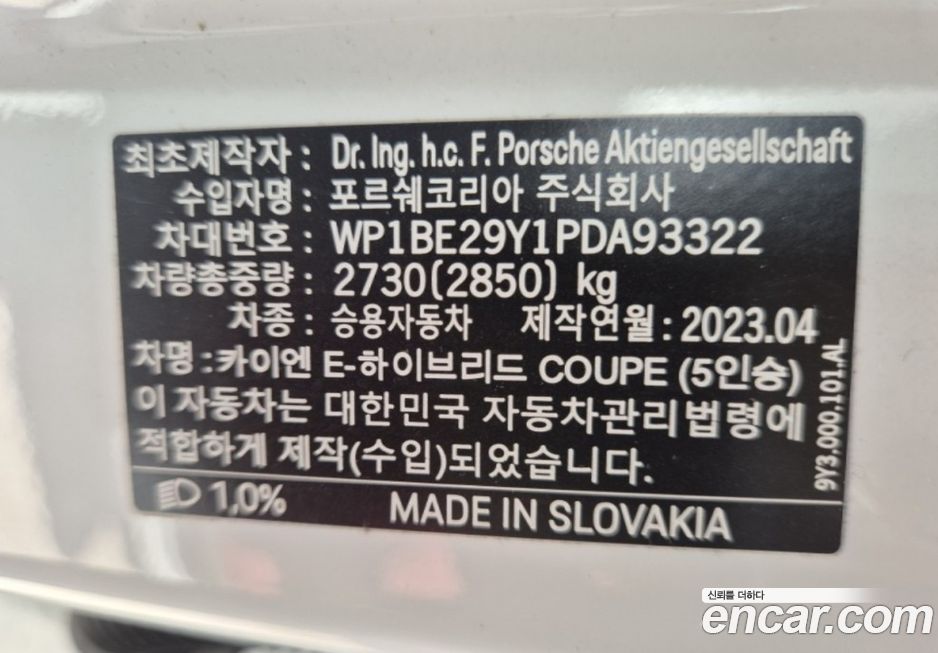 최초제작자 : Dr. Ing. h.c. F. Porsche Aktiengesellschaft
수입자명 : 포르쉐코리아 주식회사
차대번호 : WP1BE29Y1PDA93322
차량총중량 : 2730(2850) kg
차종 : 승용자동차 제작연월 : 2023.04
차명 : 카이엔 E-하이브리드 COUPE (5인승)
이 자동차는 대한민국 자동차관리법령에
적합하게 제작(수입)되었습니다.
1,0% MADE IN SLOVAKIA
9Y3.000.101.AL
신뢰를 더하다
encar.com